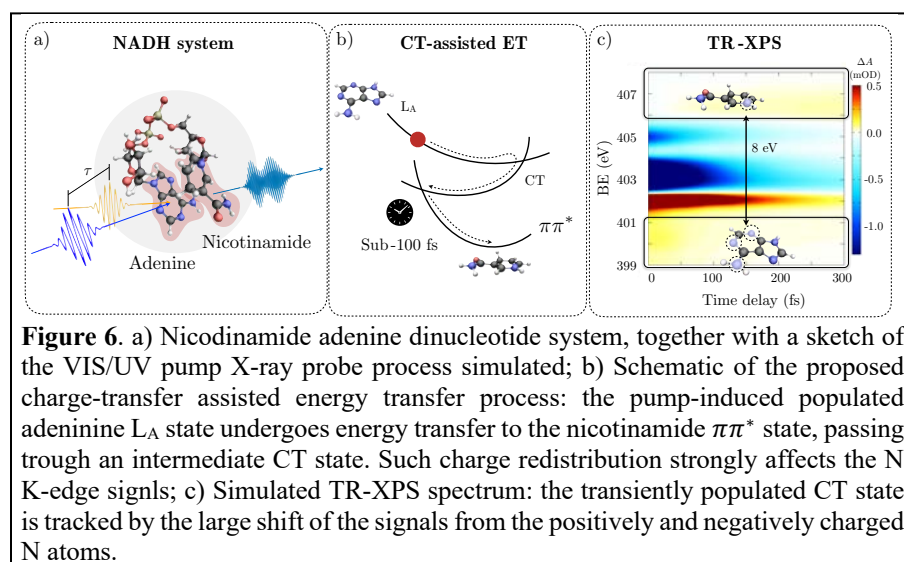 a) NADH system
τ
Adenine
Nicotinamide
b) CT-assisted ET
L_A
CT
Sub-100 fs
ππ*
c) TR-XPS
ΔA
(mOD)
BE (eV)
407
405
403
401
399
8 eV
0.5
0.0
-0.5
-1.0
0 100 200 300
Time delay (fs)
Figure 6. a) Nicodinamide adenine dinucleotide system, together with a sketch of
the VIS/UV pump X-ray probe process simulated; b) Schematic of the proposed
charge-transfer assisted energy transfer process: the pump-induced populated
adeninine L_A state undergoes energy transfer to the nicotinamide ππ* state, passing
trough an intermediate CT state. Such charge redistribution strongly affects the N
K-edge signls; c) Simulated TR-XPS spectrum: the transiently populated CT state
is tracked by the large shift of the signals from the positively and negatively charged
N atoms.